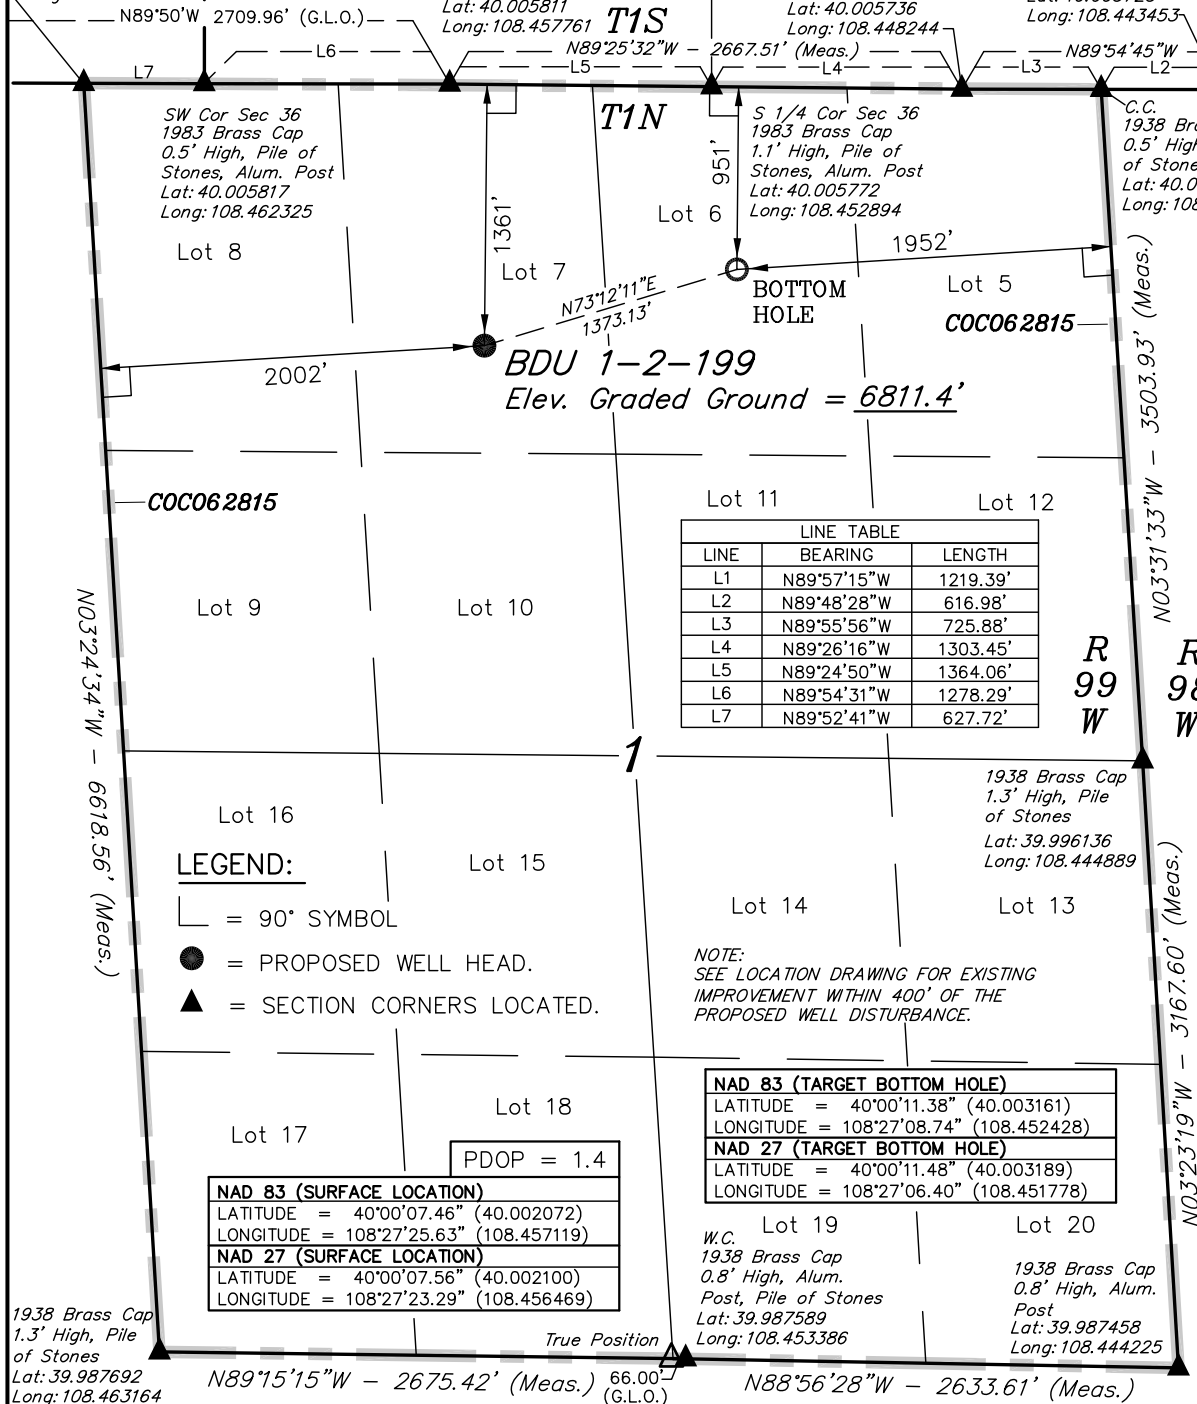 N89°50'W 2709.96' (G.L.O.)
Lat: 40.005811
Long: 108.457761
T1S
Lat: 40.005736
Long: 108.448244
Long: 108.443453
N89°25'32"W - 2667.51' (Meas.)
N89°54'45"W
L7
L6
L5
L4
L3
L2
T1N
SW Cor Sec 36
1983 Brass Cap
0.5' High, Pile of
Stones, Alum. Post
Lat: 40.005817
Long: 108.462325
S 1/4 Cor Sec 36
1983 Brass Cap
1.1' High, Pile of
Stones, Alum. Post
Lat: 40.005772
Long: 108.452894
C.C.
1938 Bra
0.5' High
of Stone
Lat: 40.0
Long: 108
951'
1361'
Lot 8
Lot 7
Lot 6
Lot 5
1952'
N73°12'11"E
1373.13'
BOTTOM
HOLE
COC062815
2002'
BDU 1-2-199
Elev. Graded Ground = 6811.4'
N03°31'33"W - 3503.93' (Meas.)
COC062815
Lot 11
Lot 12
LINE TABLE
LINE BEARING LENGTH
L1 N89°57'15"W 1219.39'
L2 N89°48'28"W 616.98'
L3 N89°55'56"W 725.88'
L4 N89°26'16"W 1303.45'
L5 N89°24'50"W 1364.06'
L6 N89°54'31"W 1278.29'
L7 N89°52'41"W 627.72'
Lot 9
Lot 10
N03°24'34"W - 6618.56' (Meas.)
R
99
W
R
98
W
1
1938 Brass Cap
1.3' High, Pile
of Stones
Lat: 39.996136
Long: 108.444889
Lot 16
Lot 15
Lot 14
Lot 13
LEGEND:
= 90° SYMBOL
= PROPOSED WELL HEAD.
= SECTION CORNERS LOCATED.
NOTE:
SEE LOCATION DRAWING FOR EXISTING
IMPROVEMENT WITHIN 400' OF THE
PROPOSED WELL DISTURBANCE.
N03°23'19"W - 3167.60' (Meas.)
NAD 83 (TARGET BOTTOM HOLE)
LATITUDE = 40°00'11.38" (40.003161)
LONGITUDE = 108°27'08.74" (108.452428)
NAD 27 (TARGET BOTTOM HOLE)
LATITUDE = 40°00'11.48" (40.003189)
LONGITUDE = 108°27'06.40" (108.451778)
Lot 17
Lot 18
PDOP = 1.4
NAD 83 (SURFACE LOCATION)
LATITUDE = 40°00'07.46" (40.002072)
LONGITUDE = 108°27'25.63" (108.457119)
NAD 27 (SURFACE LOCATION)
LATITUDE = 40°00'07.56" (40.002100)
LONGITUDE = 108°27'23.29" (108.456469)
Lot 19
Lot 20
W.C.
1938 Brass Cap
0.8' High, Alum.
Post, Pile of Stones
Lat: 39.987589
Long: 108.453386
1938 Brass Cap
0.8' High, Alum.
Post
Lat: 39.987458
Long: 108.444225
1938 Brass Cap
1.3' High, Pile
of Stones
Lat: 39.987692
Long: 108.463164
True Position
66.00'
(G.L.O.)
N89°15'15"W - 2675.42' (Meas.)
N88°56'28"W - 2633.61' (Meas.)